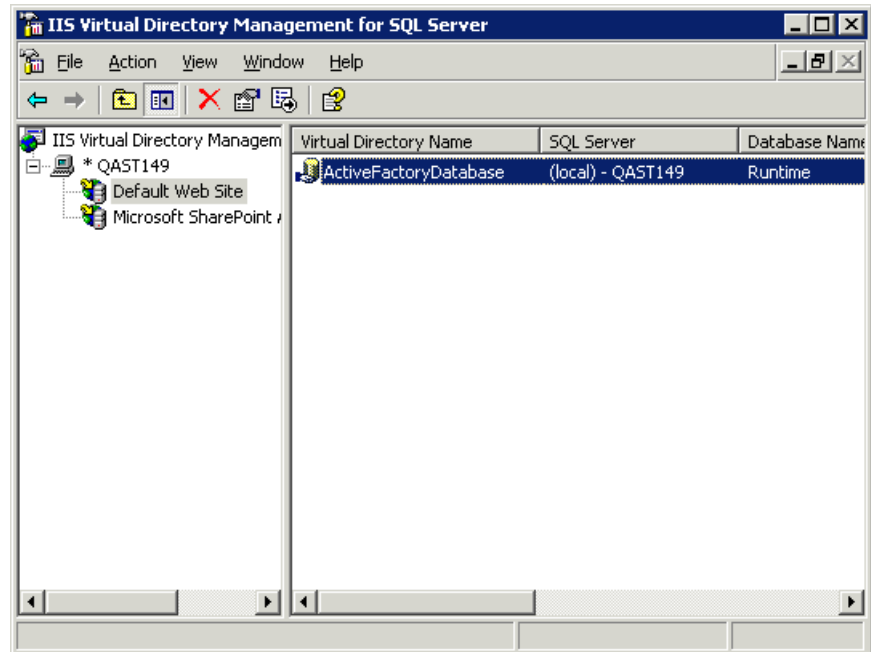 IIS Virtual Directory Management for SQL Server
File Action View Window Help
IIS Virtual Directory Managem
* QAST149
Default Web Site
Microsoft SharePoint
Virtual Directory Name SQL Server Database Name
ActiveFactoryDatabase (local) - QAST149 Runtime